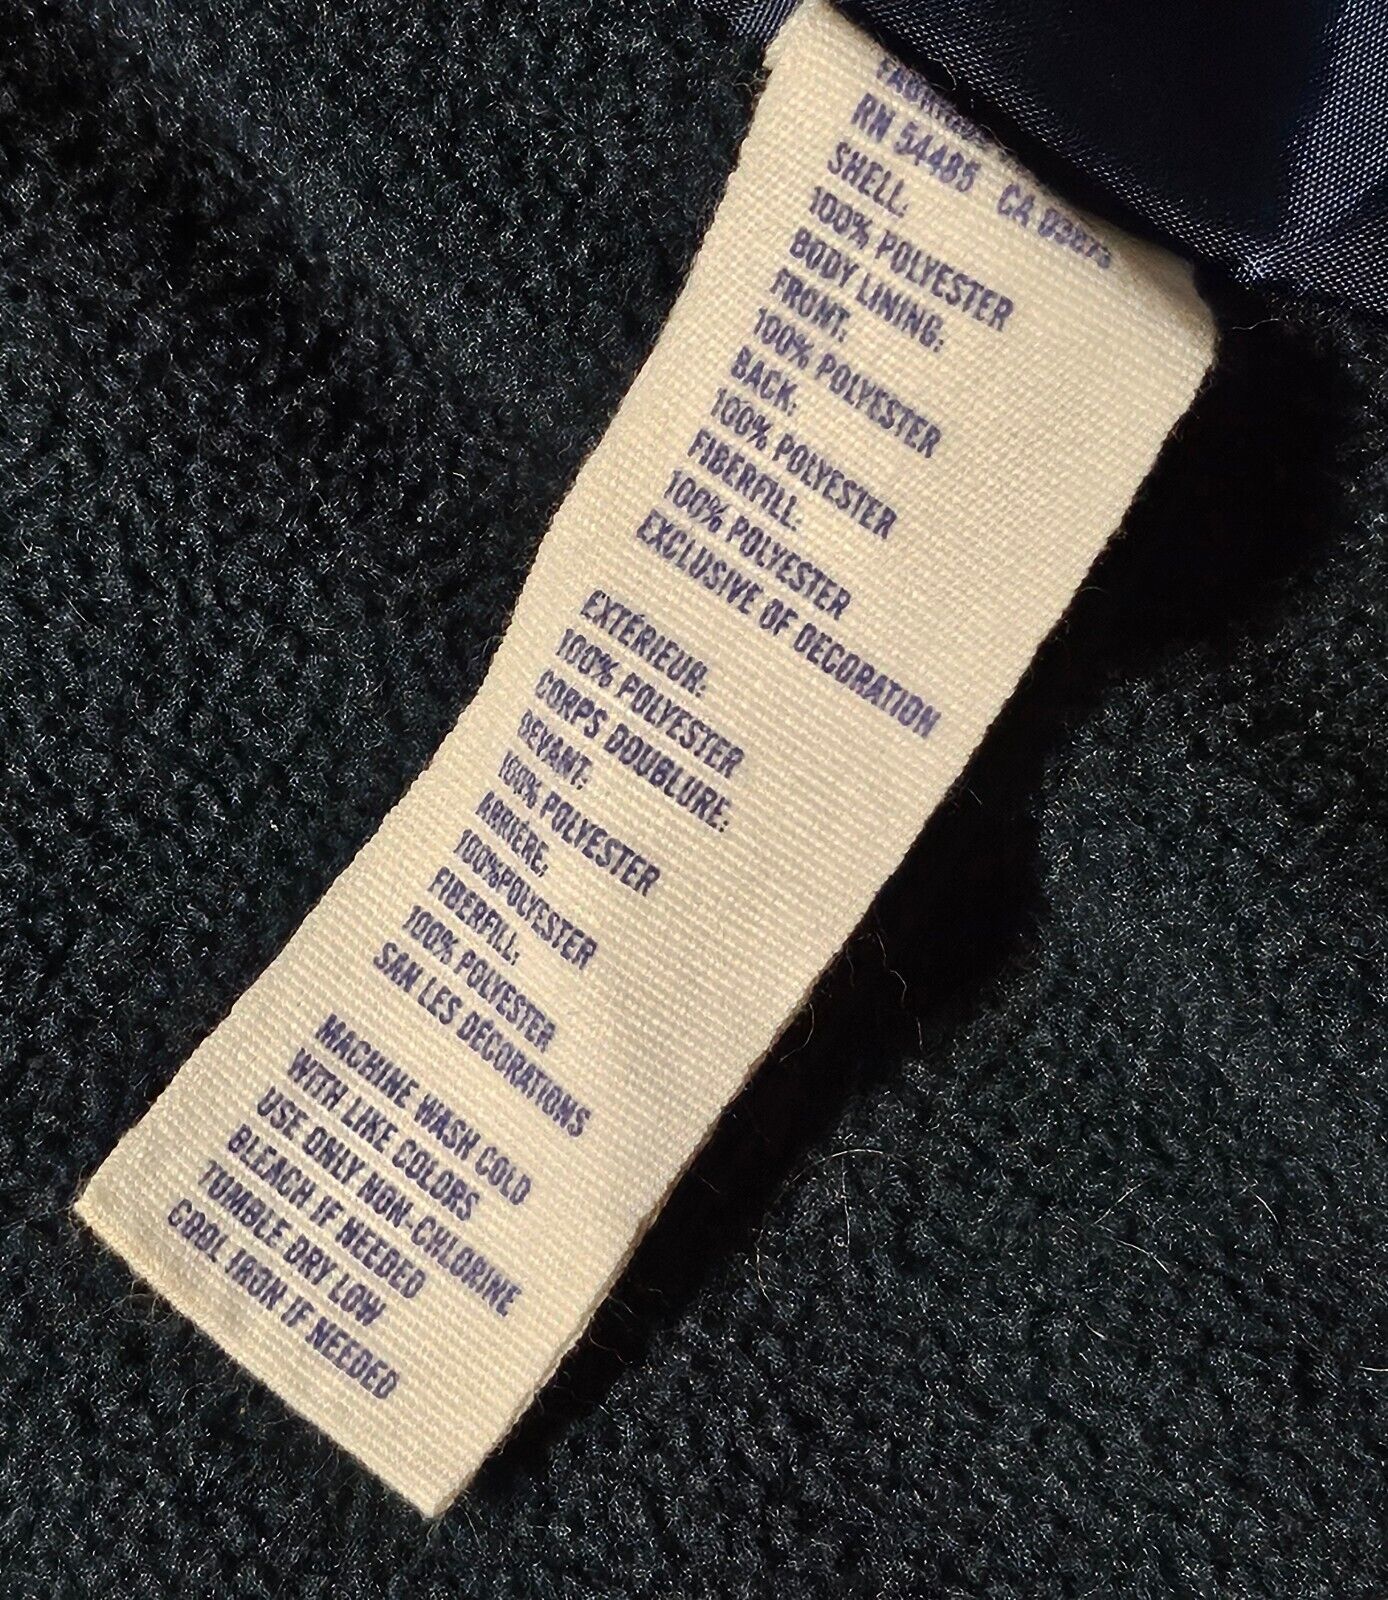 RN 54485 CA
SHELL:
100% POLYESTER
BODY LINING:
FRONT:
100% POLYESTER
BACK:
100% POLYESTER
FIBERFILL:
100% POLYESTER
EXCLUSIVE OF DECORATION
EXTÉRIEUR:
100% POLYESTER
CORPS DOUBLURE:
DEVANT:
100% POLYESTER
ARRIÈRE:
100%POLYESTER
FIBERFILL:
100% POLYESTER
SAN LES DÉCORATIONS
MACHINE WASH COLD
WITH LIKE COLORS
USE ONLY NON-CHLORINE
BLEACH IF NEEDED
TUMBLE DRY LOW
COOL IRON IF NEEDED